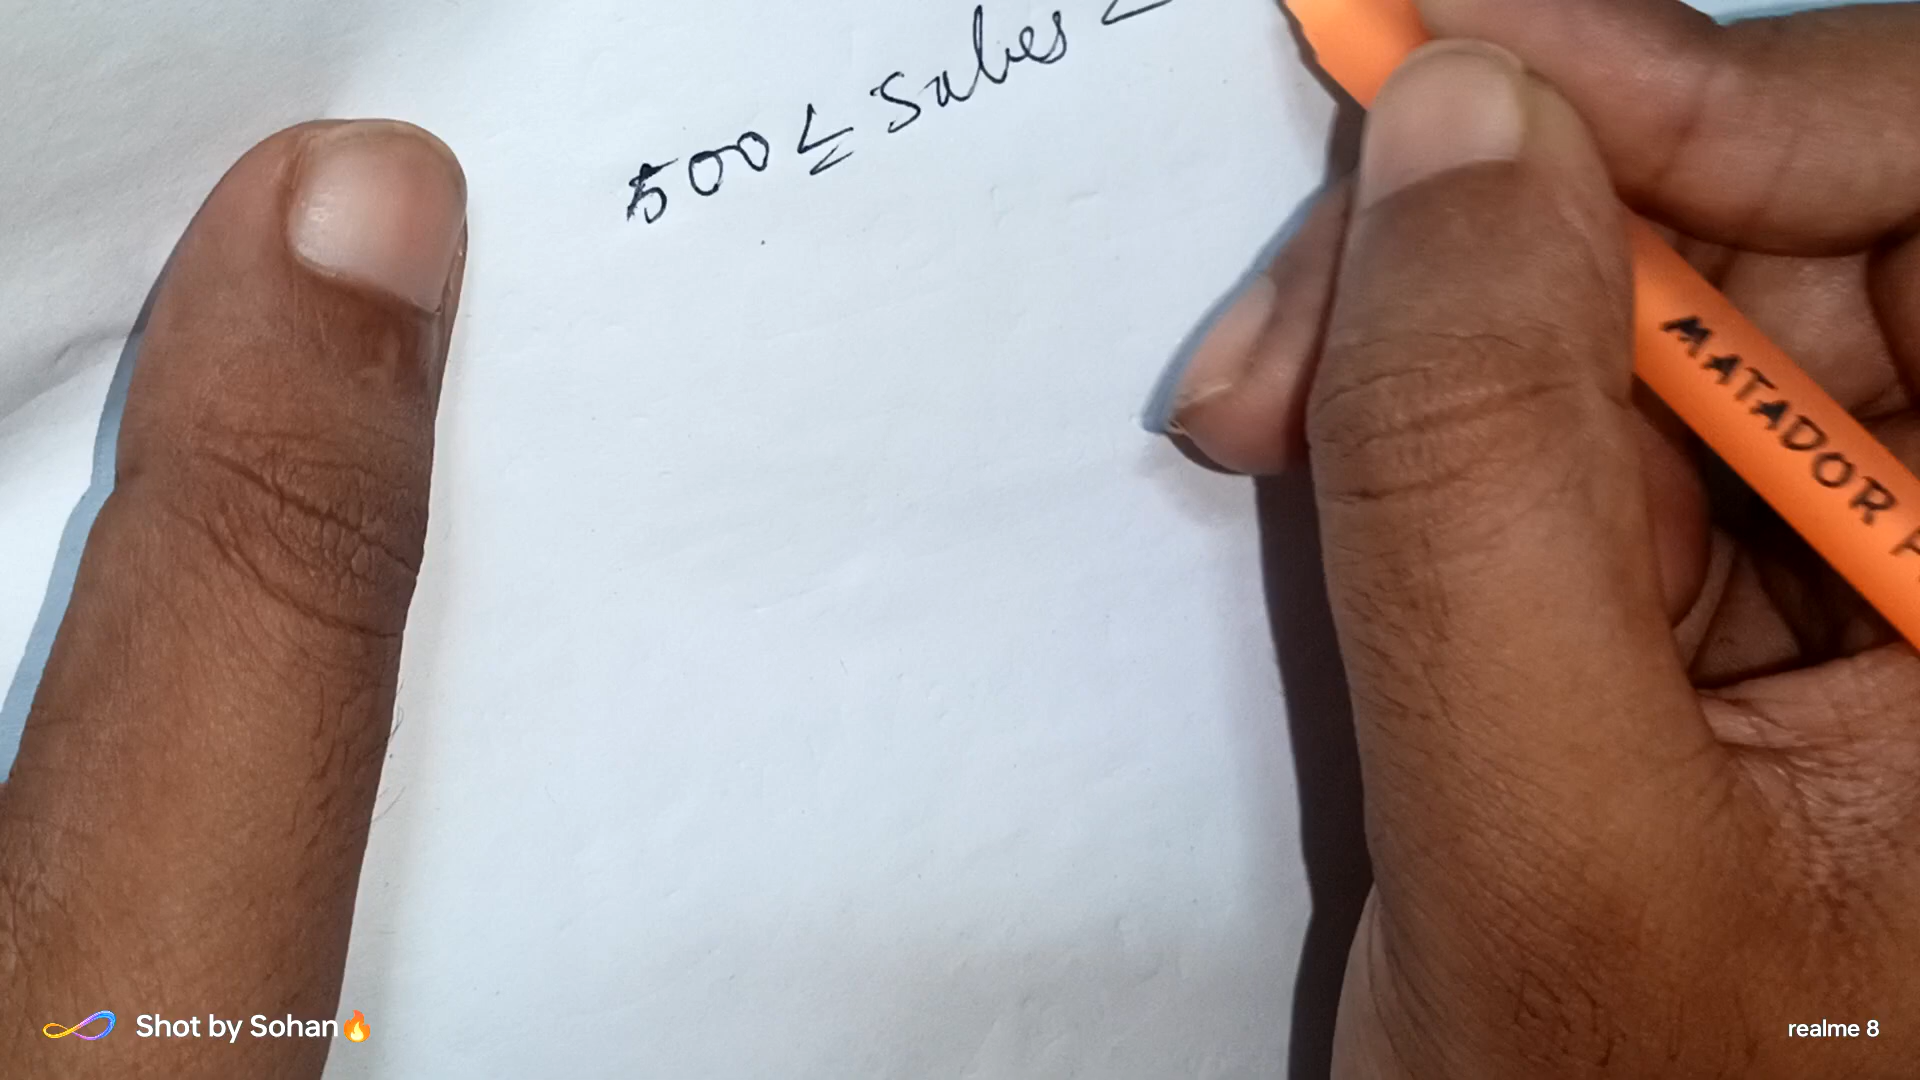 500 ≤ Sales <
MATADOR
Shot by Sohan🔥
realme 8